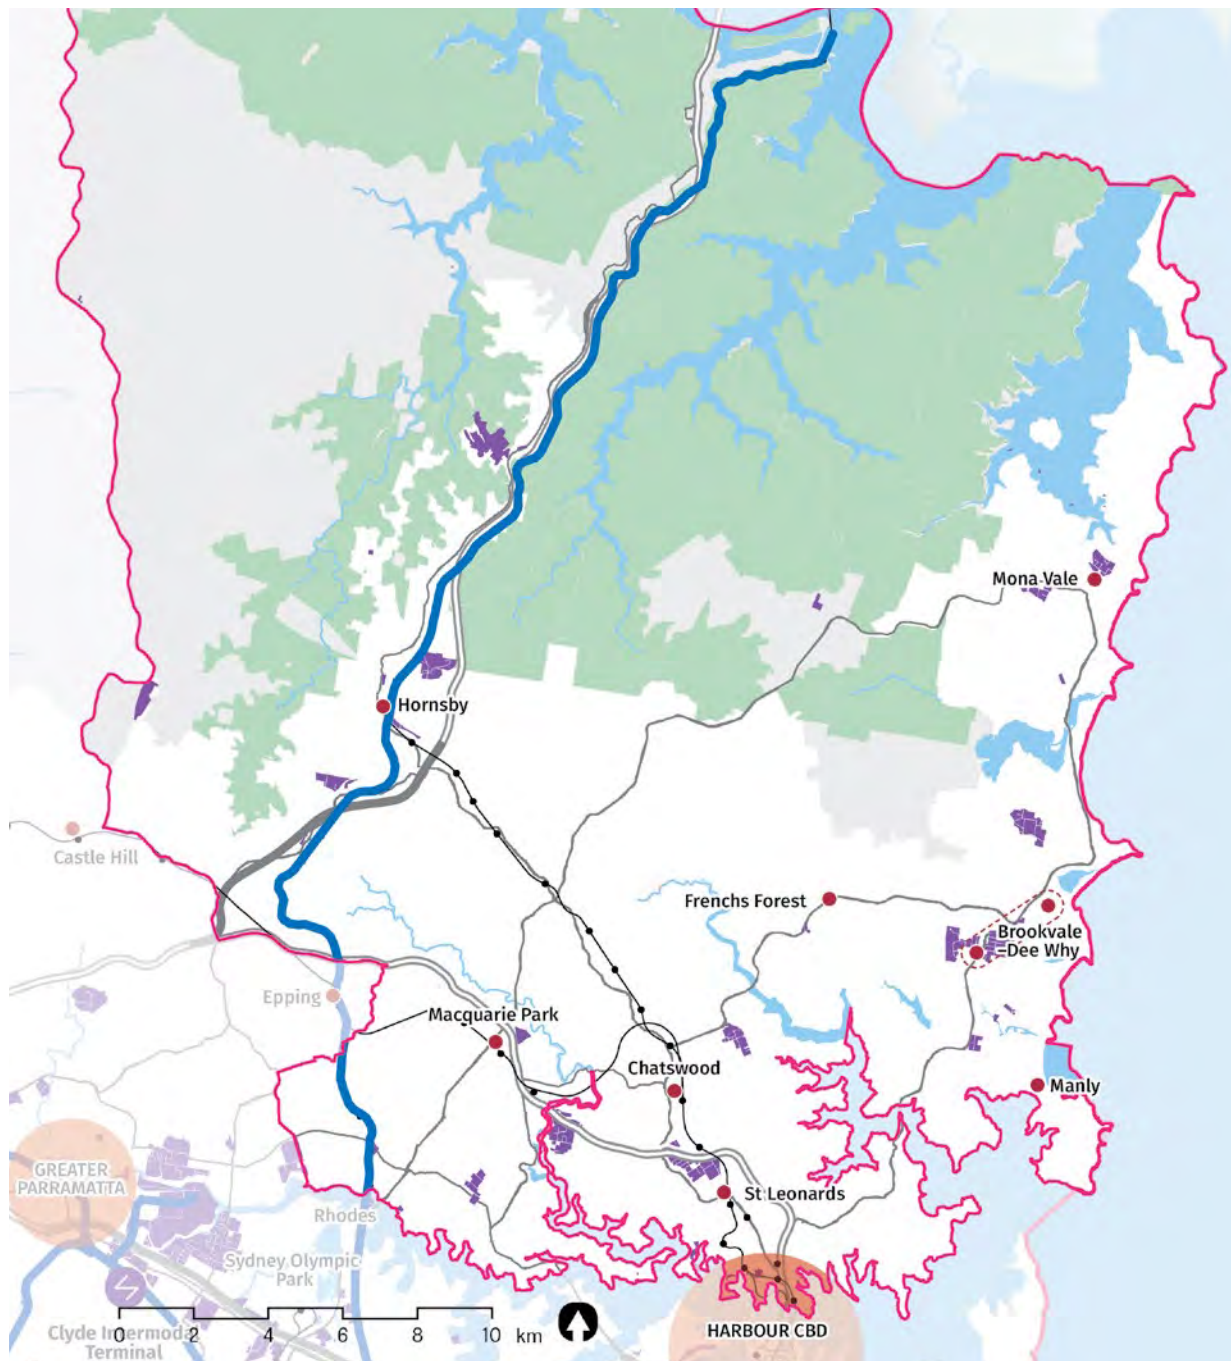 Mona Vale
Hornsby
Castle Hill
Frenchs Forest
Brookvale
–Dee Why
Epping
Macquarie Park
Chatswood
Manly
GREATER
PARRAMATTA
St Leonards
Rhodes
Sydney Olympic
Park
HARBOUR CBD
Clyde Intermodal
Terminal
0 2 4 6 8 10 km